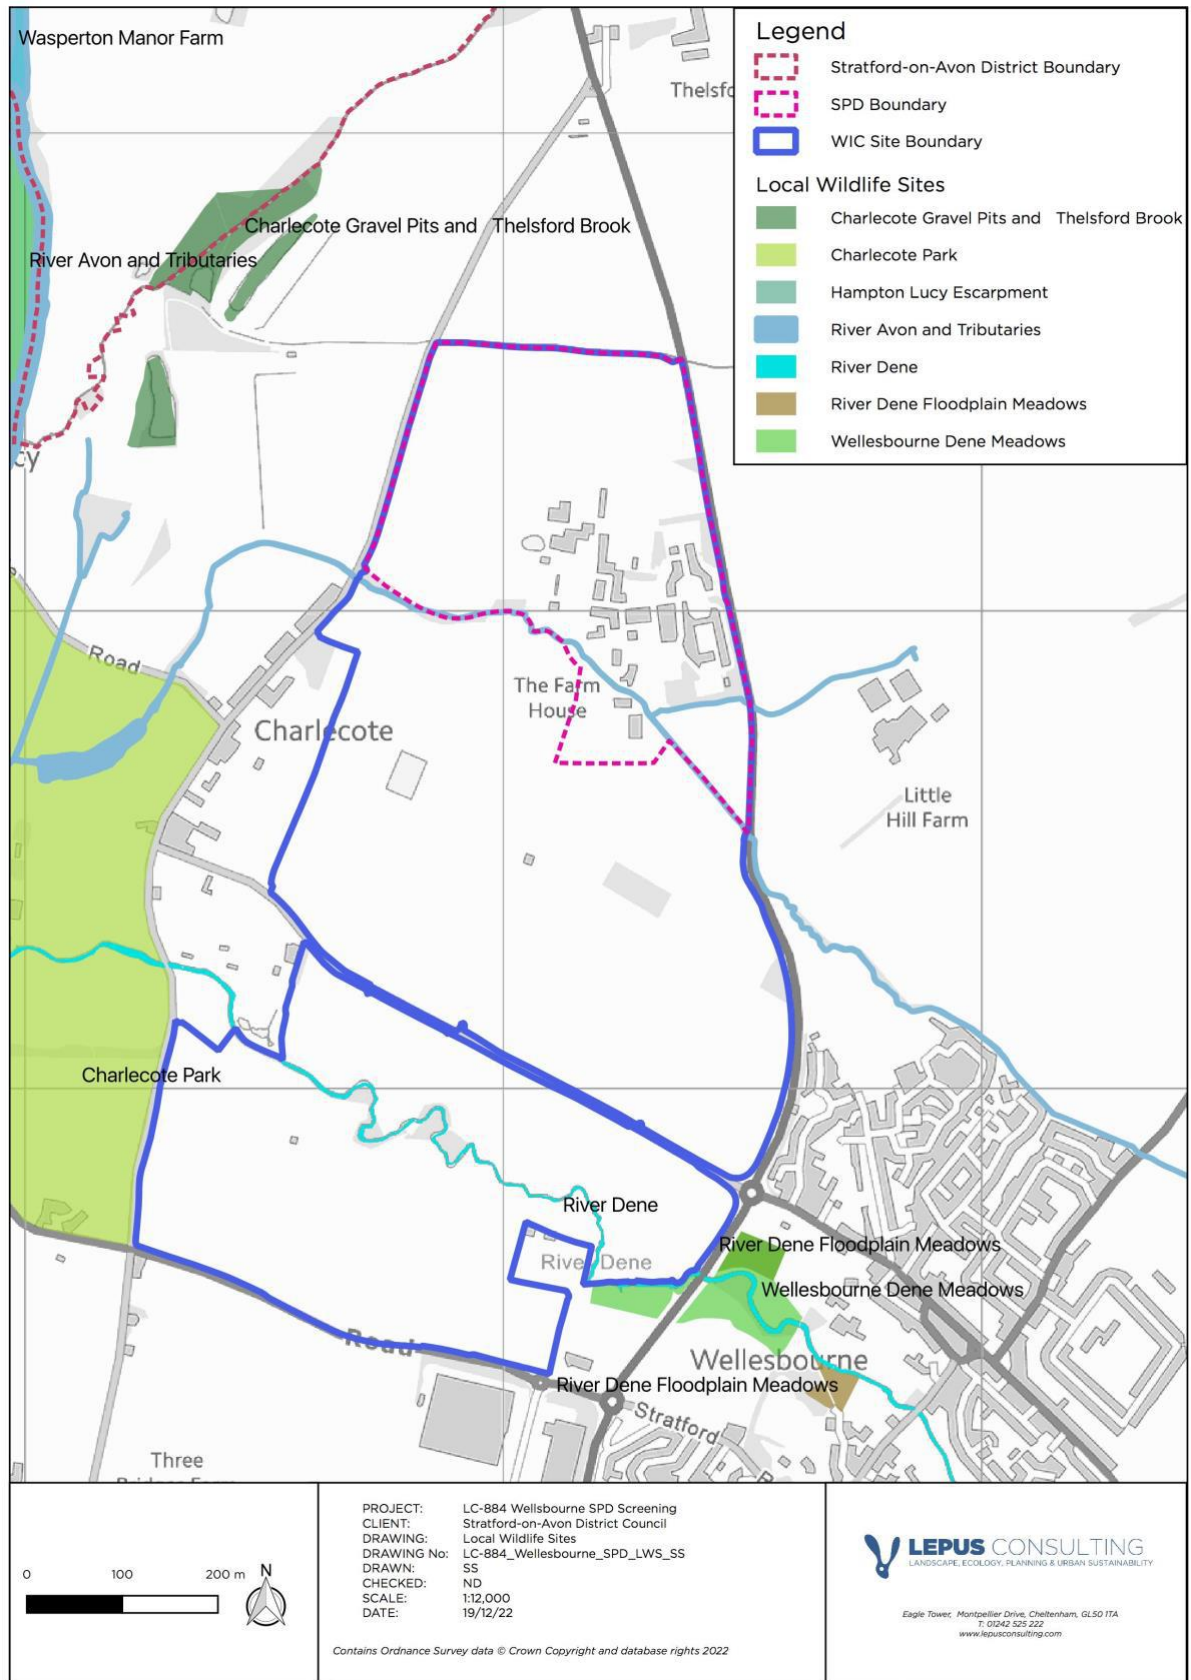 Wasperton Manor Farm
Thelsfo
Charlecote Gravel Pits and Thelsford Brook
River Avon and Tributaries
cy
Road
The Farm
House
Charlecote
Little
Hill Farm
Charlecote Park
River Dene
River Dene
River Dene Floodplain Meadows
Wellesbourne Dene Meadows
Road
Wellesbourne
River Dene Floodplain Meadows
Stratford
Three
Legend
Stratford-on-Avon District Boundary
SPD Boundary
WIC Site Boundary
Local Wildlife Sites
Charlecote Gravel Pits and Thelsford Brook
Charlecote Park
Hampton Lucy Escarpment
River Avon and Tributaries
River Dene
River Dene Floodplain Meadows
Wellesbourne Dene Meadows
0 100 200 m
N
PROJECT: LC-884 Wellsbourne SPD Screening
CLIENT: Stratford-on-Avon District Council
DRAWING: Local Wildlife Sites
DRAWING No: LC-884_Wellesbourne_SPD_LWS_SS
DRAWN: SS
CHECKED: ND
SCALE: 1:12,000
DATE: 19/12/22
Contains Ordnance Survey data © Crown Copyright and database rights 2022
LEPUS CONSULTING
LANDSCAPE, ECOLOGY, PLANNING & URBAN SUSTAINABILITY
Eagle Tower, Montpellier Drive, Cheltenham, GL50 1TA
T: 01242 525 222
www.lepusconsulting.com